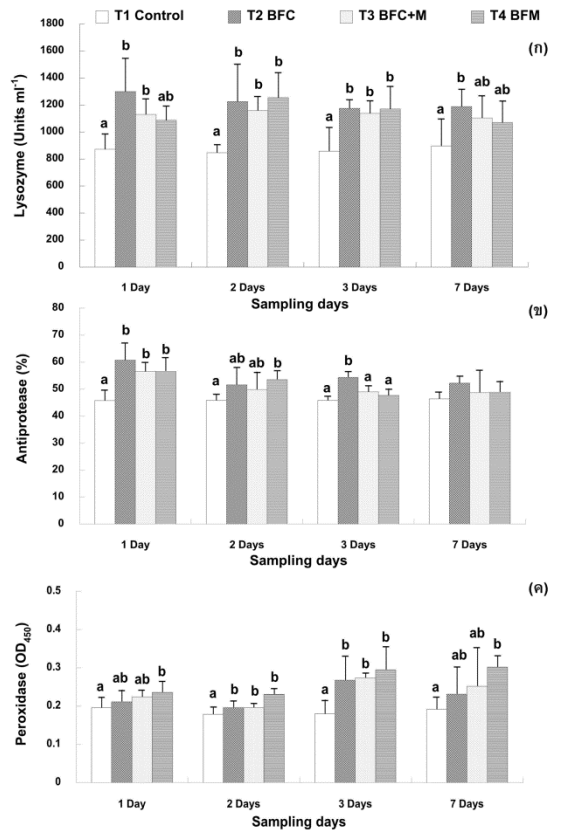 T1 Control T2 BFC T3 BFC+M T4 BFM
(ก)
Lysozyme (Units ml⁻¹)
1800
1600
1400
1200
1000
800
600
400
200
0
a b b ab
a b b b
a b b b
a b ab ab
1 Day 2 Days 3 Days 7 Days
Sampling days
(ข)
Antiprotease (%)
80
70
60
50
40
30
20
10
0
a b b b
a ab ab b
a b a a
1 Day 2 Days 3 Days 7 Days
Sampling days
(ค)
Peroxidase (OD₄₅₀)
0.5
0.4
0.3
0.2
0.1
0
a ab ab b
a b b b
a b b b
a ab ab b
1 Day 2 Days 3 Days 7 Days
Sampling days